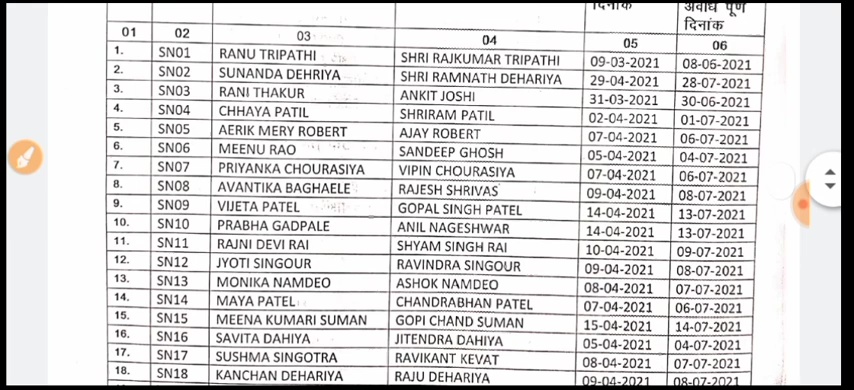 दिनांक अवधि पूर्ण
दिनांक
01 02 03 04 05 06
1. SN01 RANU TRIPATHI SHRI RAJKUMAR TRIPATHI 09-03-2021 08-06-2021
2. SN02 SUNANDA DEHRIYA SHRI RAMNATH DEHARIYA 29-04-2021 28-07-2021
3. SN03 RANI THAKUR ANKIT JOSHI 31-03-2021 30-06-2021
4. SN04 CHHAYA PATIL SHRIRAM PATIL 02-04-2021 01-07-2021
5. SN05 AERIK MERY ROBERT AJAY ROBERT 07-04-2021 06-07-2021
6. SN06 MEENU RAO SANDEEP GHOSH 05-04-2021 04-07-2021
7. SN07 PRIYANKA CHOURASIYA VIPIN CHOURASIYA 07-04-2021 06-07-2021
8. SN08 AVANTIKA BAGHAELE RAJESH SHRIVAS 09-04-2021 08-07-2021
9. SN09 VIJETA PATEL GOPAL SINGH PATEL 14-04-2021 13-07-2021
10. SN10 PRABHA GADPALE ANIL NAGESHWAR 14-04-2021 13-07-2021
11. SN11 RAJNI DEVI RAI SHYAM SINGH RAI 10-04-2021 09-07-2021
12. SN12 JYOTI SINGOUR RAVINDRA SINGOUR 09-04-2021 08-07-2021
13. SN13 MONIKA NAMDEO ASHOK NAMDEO 08-04-2021 07-07-2021
14. SN14 MAYA PATEL CHANDRABHAN PATEL 07-04-2021 06-07-2021
15. SN15 MEENA KUMARI SUMAN GOPI CHAND SUMAN 15-04-2021 14-07-2021
16. SN16 SAVITA DAHIYA JITENDRA DAHIYA 05-04-2021 04-07-2021
17. SN17 SUSHMA SINGOTRA RAVIKANT KEVAT 08-04-2021 07-07-2021
18. SN18 KANCHAN DEHARIYA RAJU DEHARIYA 09-04-2021 08-07-2021